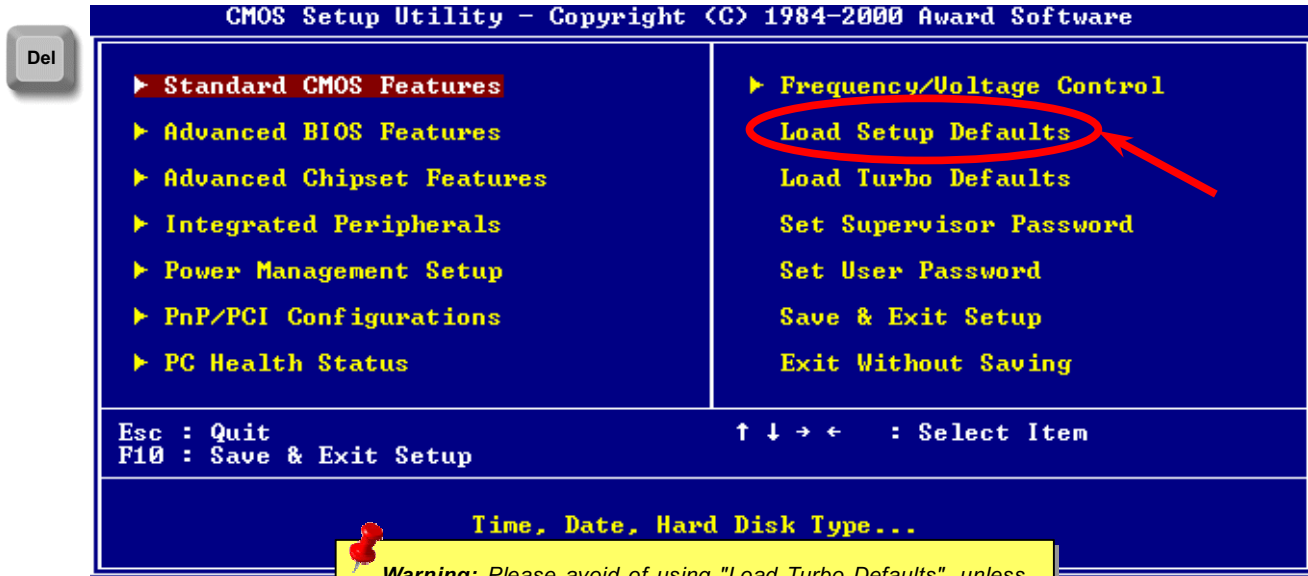 CMOS Setup Utility – Copyright (C) 1984–2000 Award Software
Del
Standard CMOS Features
Advanced BIOS Features
Advanced Chipset Features
Integrated Peripherals
Power Management Setup
PnP/PCI Configurations
PC Health Status
Frequency/Voltage Control
Load Setup Defaults
Load Turbo Defaults
Set Supervisor Password
Set User Password
Save & Exit Setup
Exit Without Saving
Esc : Quit
F10 : Save & Exit Setup
↑ ↓ → ← : Select Item
Time, Date, Hard Disk Type...
Warning: Please avoid of using "Load Turbo Defaults", unless